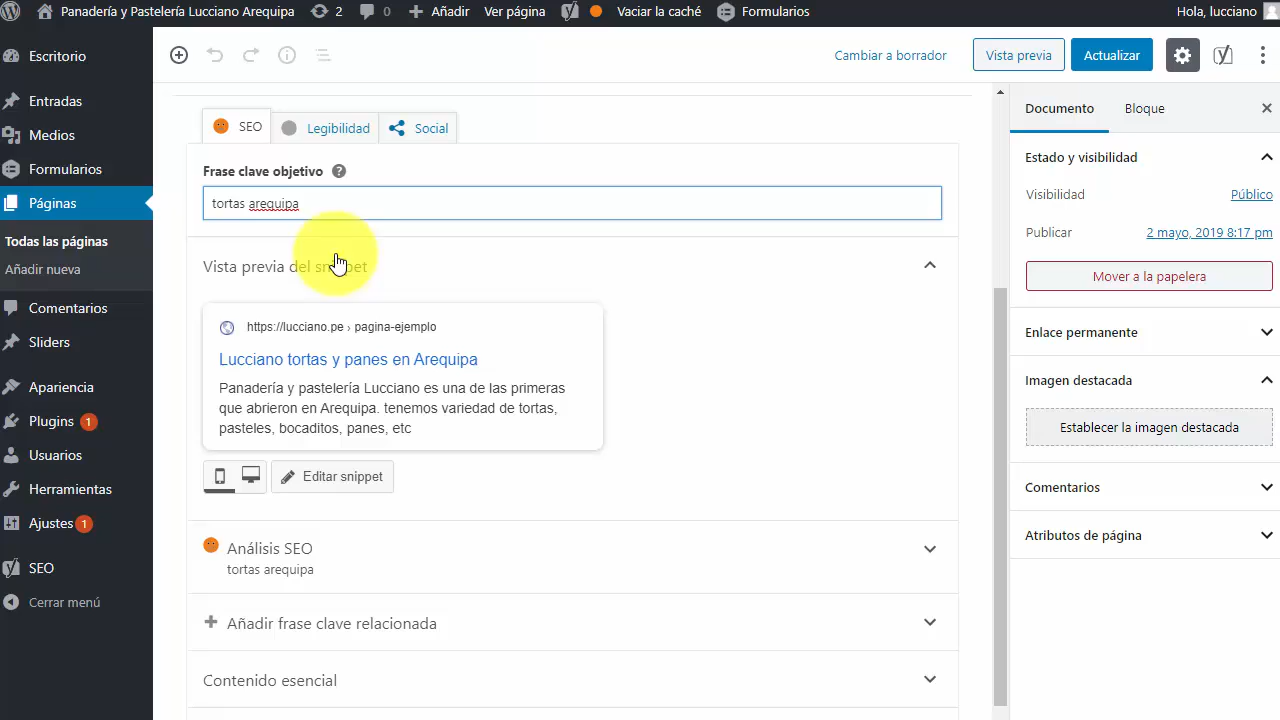 Panadería y Pastelería Lucciano Arequipa
2
0
Añadir
Ver página
Vaciar la caché
Formularios
Hola, lucciano
Escritorio
Entradas
Medios
Formularios
Páginas
Todas las páginas
Añadir nueva
Comentarios
Sliders
Apariencia
Plugins 1
Usuarios
Herramientas
Ajustes 1
SEO
Cerrar menú
Cambiar a borrador
Vista previa
Actualizar
SEO
Legibilidad
Social
Frase clave objetivo ?
tortas arequipa
Vista previa del snippet
https://lucciano.pe › pagina-ejemplo
Lucciano tortas y panes en Arequipa
Panadería y pastelería Lucciano es una de las primeras
que abrieron en Arequipa. tenemos variedad de tortas,
pasteles, bocaditos, panes, etc
Editar snippet
Análisis SEO
tortas arequipa
Añadir frase clave relacionada
Contenido esencial
Documento
Bloque
Estado y visibilidad
Visibilidad
Público
Publicar
2 mayo, 2019 8:17 pm
Mover a la papelera
Enlace permanente
Imagen destacada
Establecer la imagen destacada
Comentarios
Atributos de página